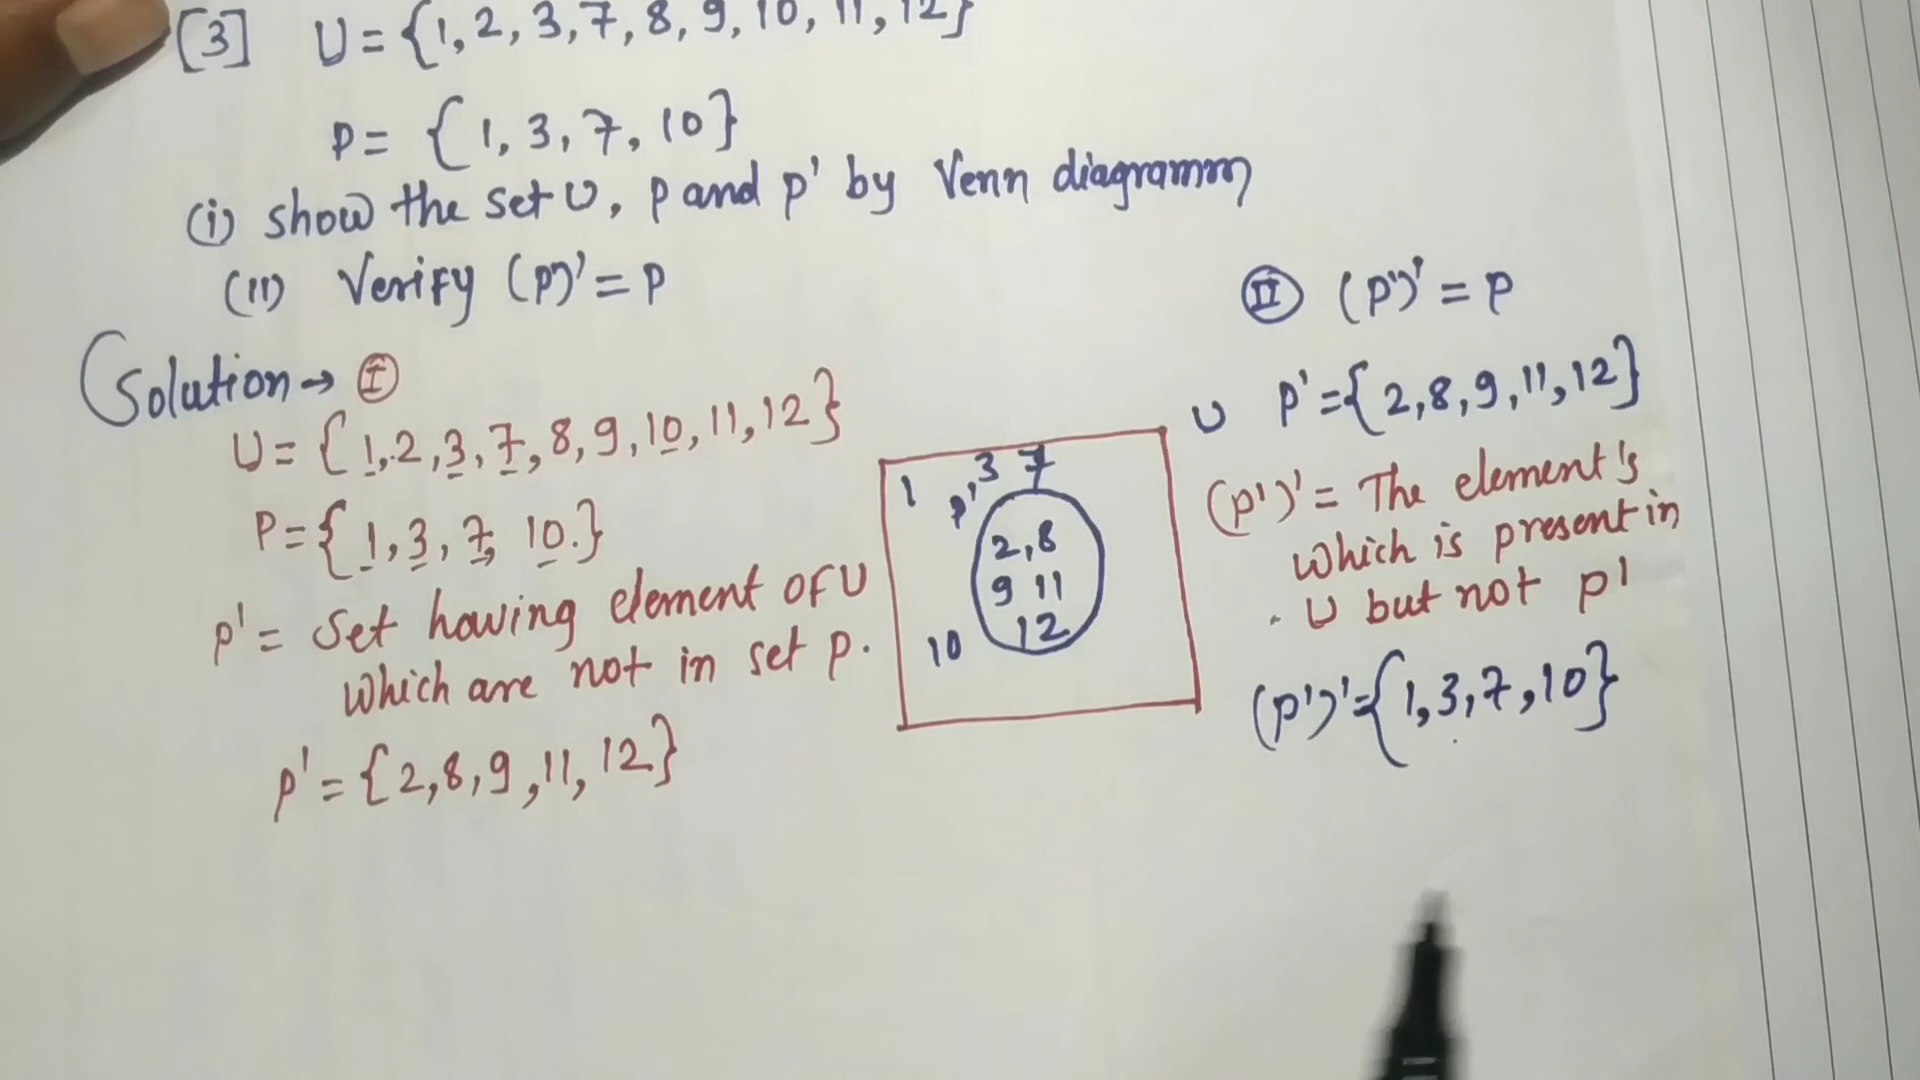 [3] U = {1, 2, 3, 7, 8, 9, 10, 11, 12}
P = {1, 3, 7, 10}
(i) show the set U, P and P' by Venn diagramm
(II) Verify (P')' = P
Solution → Ⓘ
U = {1, 2, 3, 7, 8, 9, 10, 11, 12}
P = {1, 3, 7, 10.}
P' = Set having element of U
which are not in set P.
P' = {2, 8, 9, 11, 12}
U
1 P' 3 7
2, 8
9 11
12
10
Ⓘ︎Ⓘ (P')' = P
P' = {2, 8, 9, 11, 12}
(P')' = The element's
which is present in
U but not P'
(P')' = {1, 3, 7, 10}